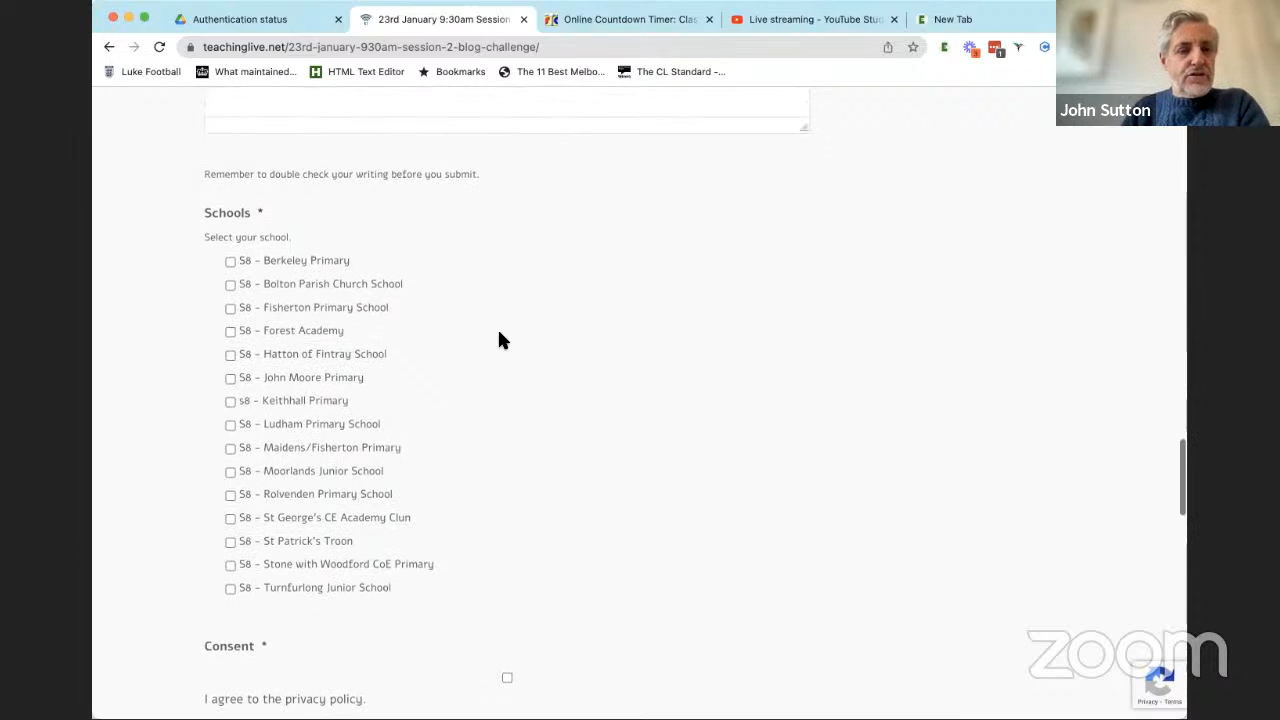 Authentication status
23rd January 9:30am Session
Online Countdown Timer: Clas
Live streaming - YouTube Stud
New Tab
teachinglive.net/23rd-january-930am-session-2-blog-challenge/
Luke Football
What maintained...
HTML Text Editor
Bookmarks
The 11 Best Melbo...
The CL Standard -...
John Sutton
Remember to double check your writing before you submit.
Schools *
Select your school.
S8 - Berkeley Primary
S8 - Bolton Parish Church School
S8 - Fisherton Primary School
S8 - Forest Academy
S8 - Hatton of Fintray School
S8 - John Moore Primary
s8 - Keithhall Primary
S8 - Ludham Primary School
S8 - Maidens/Fisherton Primary
S8 - Moorlands Junior School
S8 - Rolvenden Primary School
S8 - St George's CE Academy Clun
S8 - St Patrick's Troon
S8 - Stone with Woodford CoE Primary
S8 - Turnfurlong Junior School
Consent *
I agree to the privacy policy.
zoom
Privacy - Terms